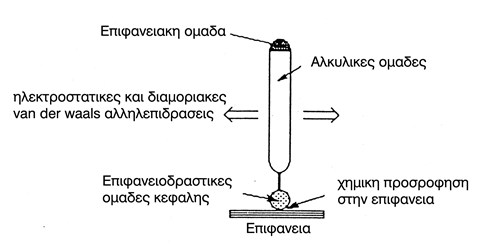 Επιφανειακη ομαδα
Αλκυλικες ομαδες
ηλεκτροστατικες και διαμοριακες
van der waals αλληλεπιδρασεις
Επιφανειοδραστικες
ομαδες κεφαλης
χημικη προσροφηση
στην επιφανεια
Επιφανεια